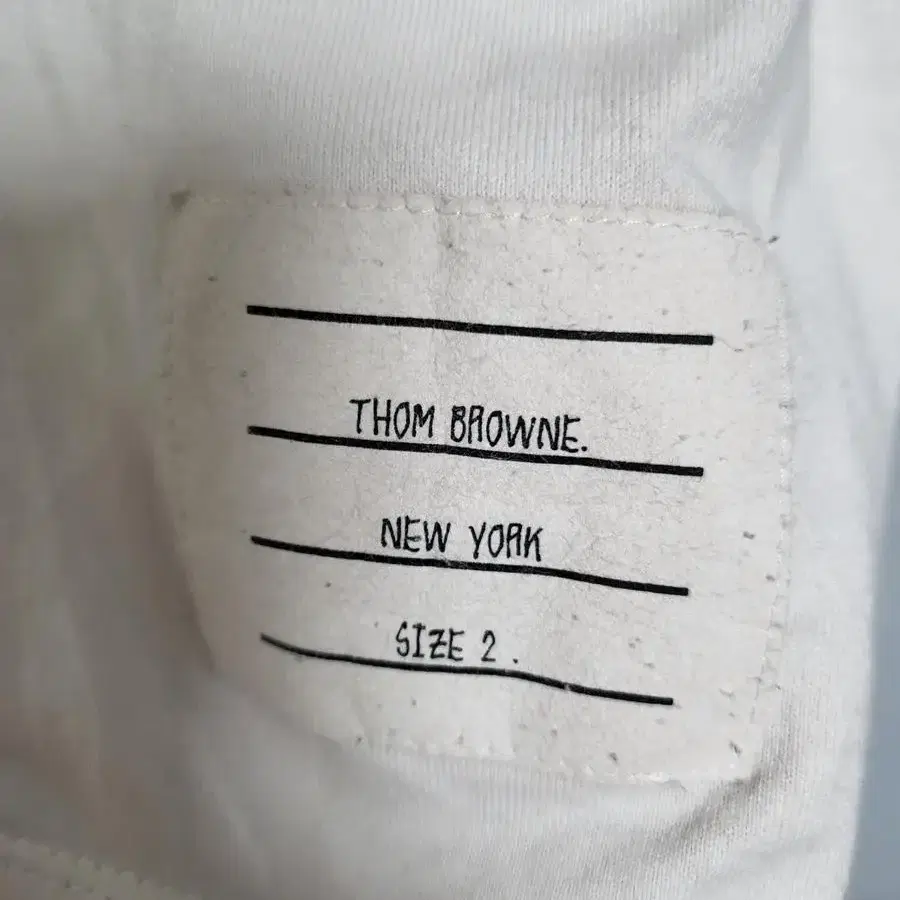 THOM BROWNE.
NEW YORK
SIZE 2.